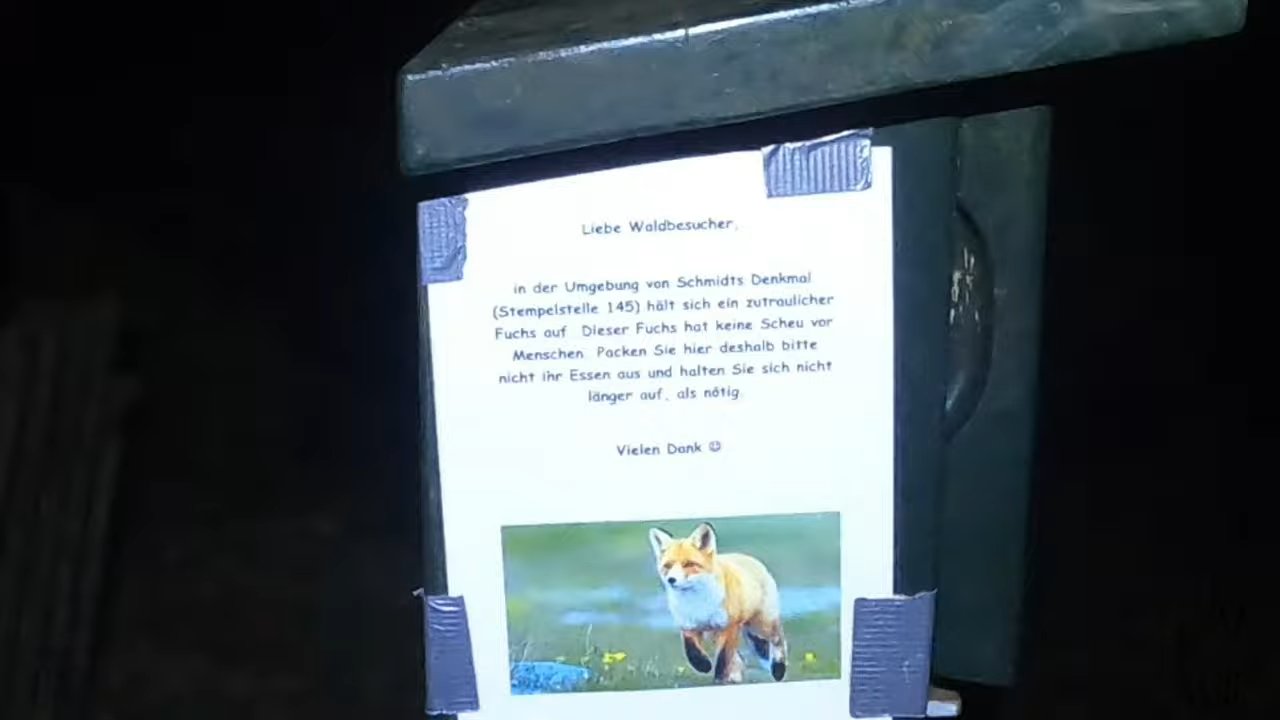 Liebe Waldbesucher,
in der Umgebung von Schmidts Denkmal
(Stempelstelle 145) hält sich ein zutraulicher
Fuchs auf. Dieser Fuchs hat keine Scheu vor
Menschen. Packen Sie hier deshalb bitte
nicht ihr Essen aus und halten Sie sich nicht
länger auf, als nötig.
Vielen Dank ☺